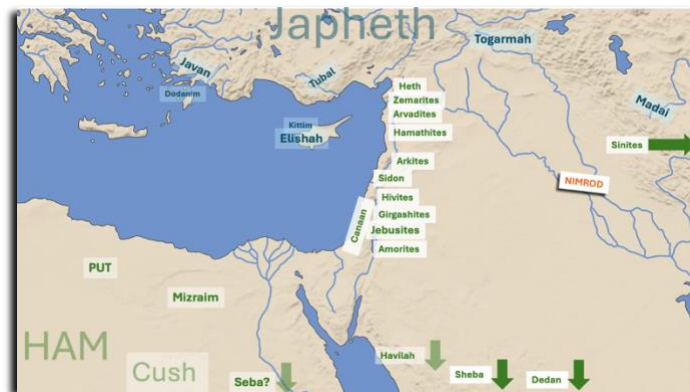 Japheth
Togarmah
Javan
Tubal
Dodanim
Heth
Zemarites
Madai
Arvadites
Kittim
Elishah
Hamathites
Sinites
Arkites
Sidon
NIMROD
Hivites
Canaan
Girgashites
Jebusites
Amorites
PUT
Mizraim
HAM
Cush
Havilah
Seba?
Sheba
Dedan